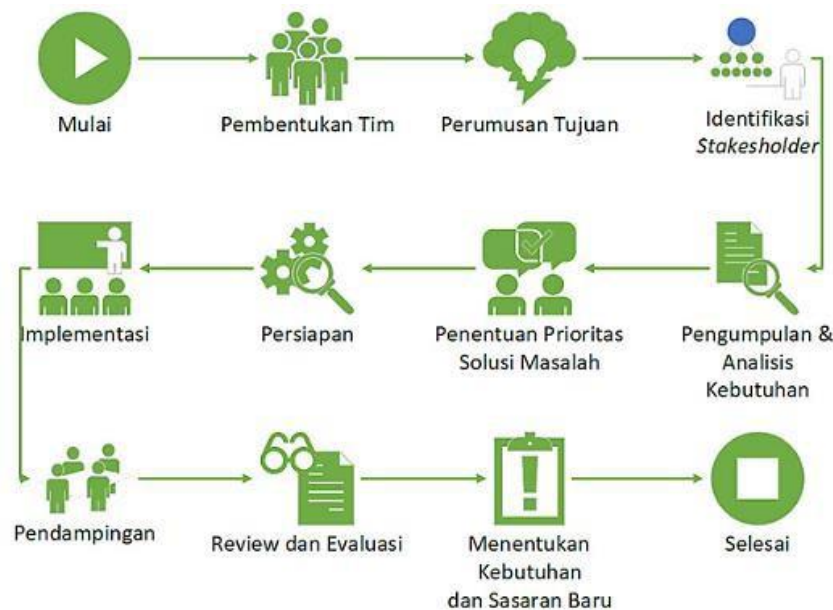 Mulai
Pembentukan Tim
Perumusan Tujuan
Identifikasi
Stakesholder
Implementasi
Persiapan
Penentuan Prioritas
Solusi Masalah
Pengumpulan &
Analisis
Kebutuhan
Pendampingan
Review dan Evaluasi
Menentukan
Kebutuhan
dan Sasaran Baru
Selesai